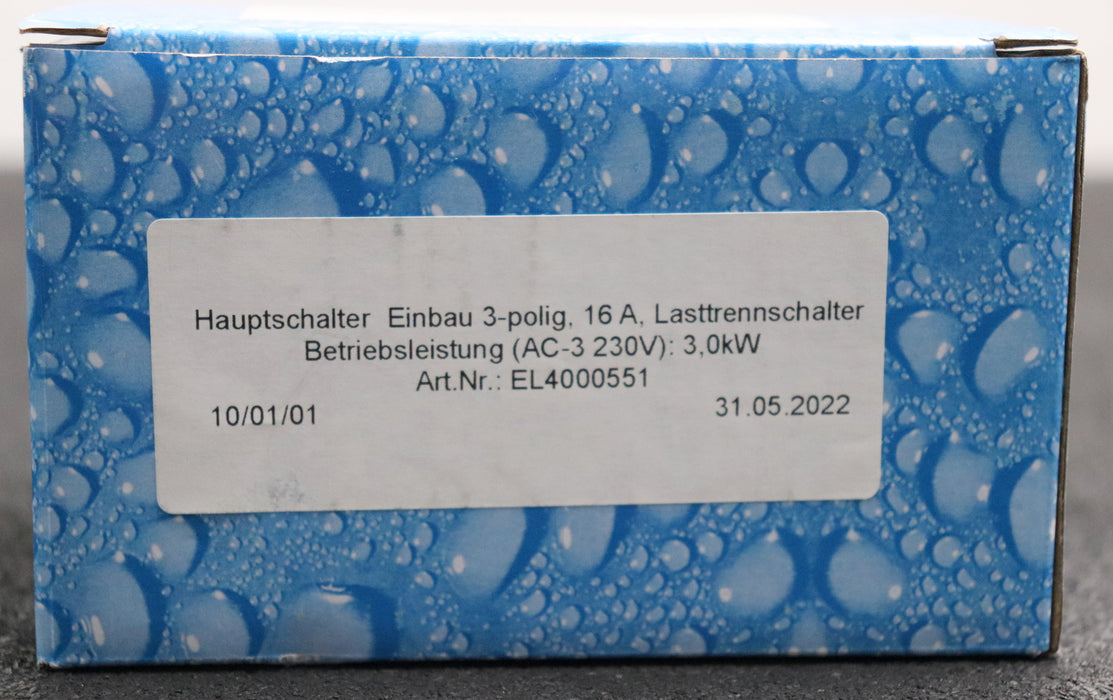 Hauptschalter Einbau 3-polig, 16 A, Lasttrennschalter
Betriebsleistung (AC-3 230V): 3,0kW
Art.Nr.: EL4000551
10/01/01 31.05.2022